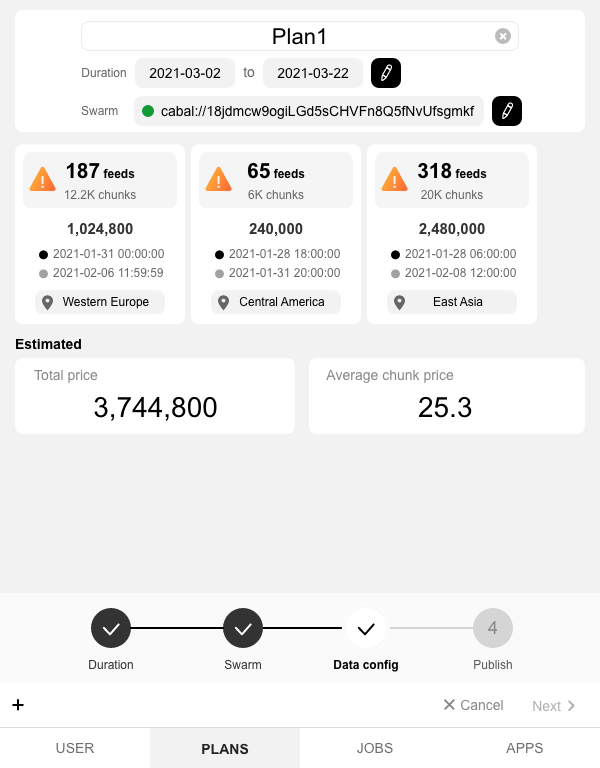 Plan1
Duration 2021-03-02 to 2021-03-22
Swarm cabal://18jdmcw9ogiLGd5sCHVFn8Q5fNvUfsgmkf
187 feeds
12.2K chunks
1,024,800
2021-01-31 00:00:00
2021-02-06 11:59:59
Western Europe
65 feeds
6K chunks
240,000
2021-01-28 18:00:00
2021-01-31 20:00:00
Central America
318 feeds
20K chunks
2,480,000
2021-01-28 06:00:00
2021-02-08 12:00:00
East Asia
Estimated
Total price
3,744,800
Average chunk price
25.3
4
Duration Swarm Data config Publish
+ Cancel Next
USER PLANS JOBS APPS